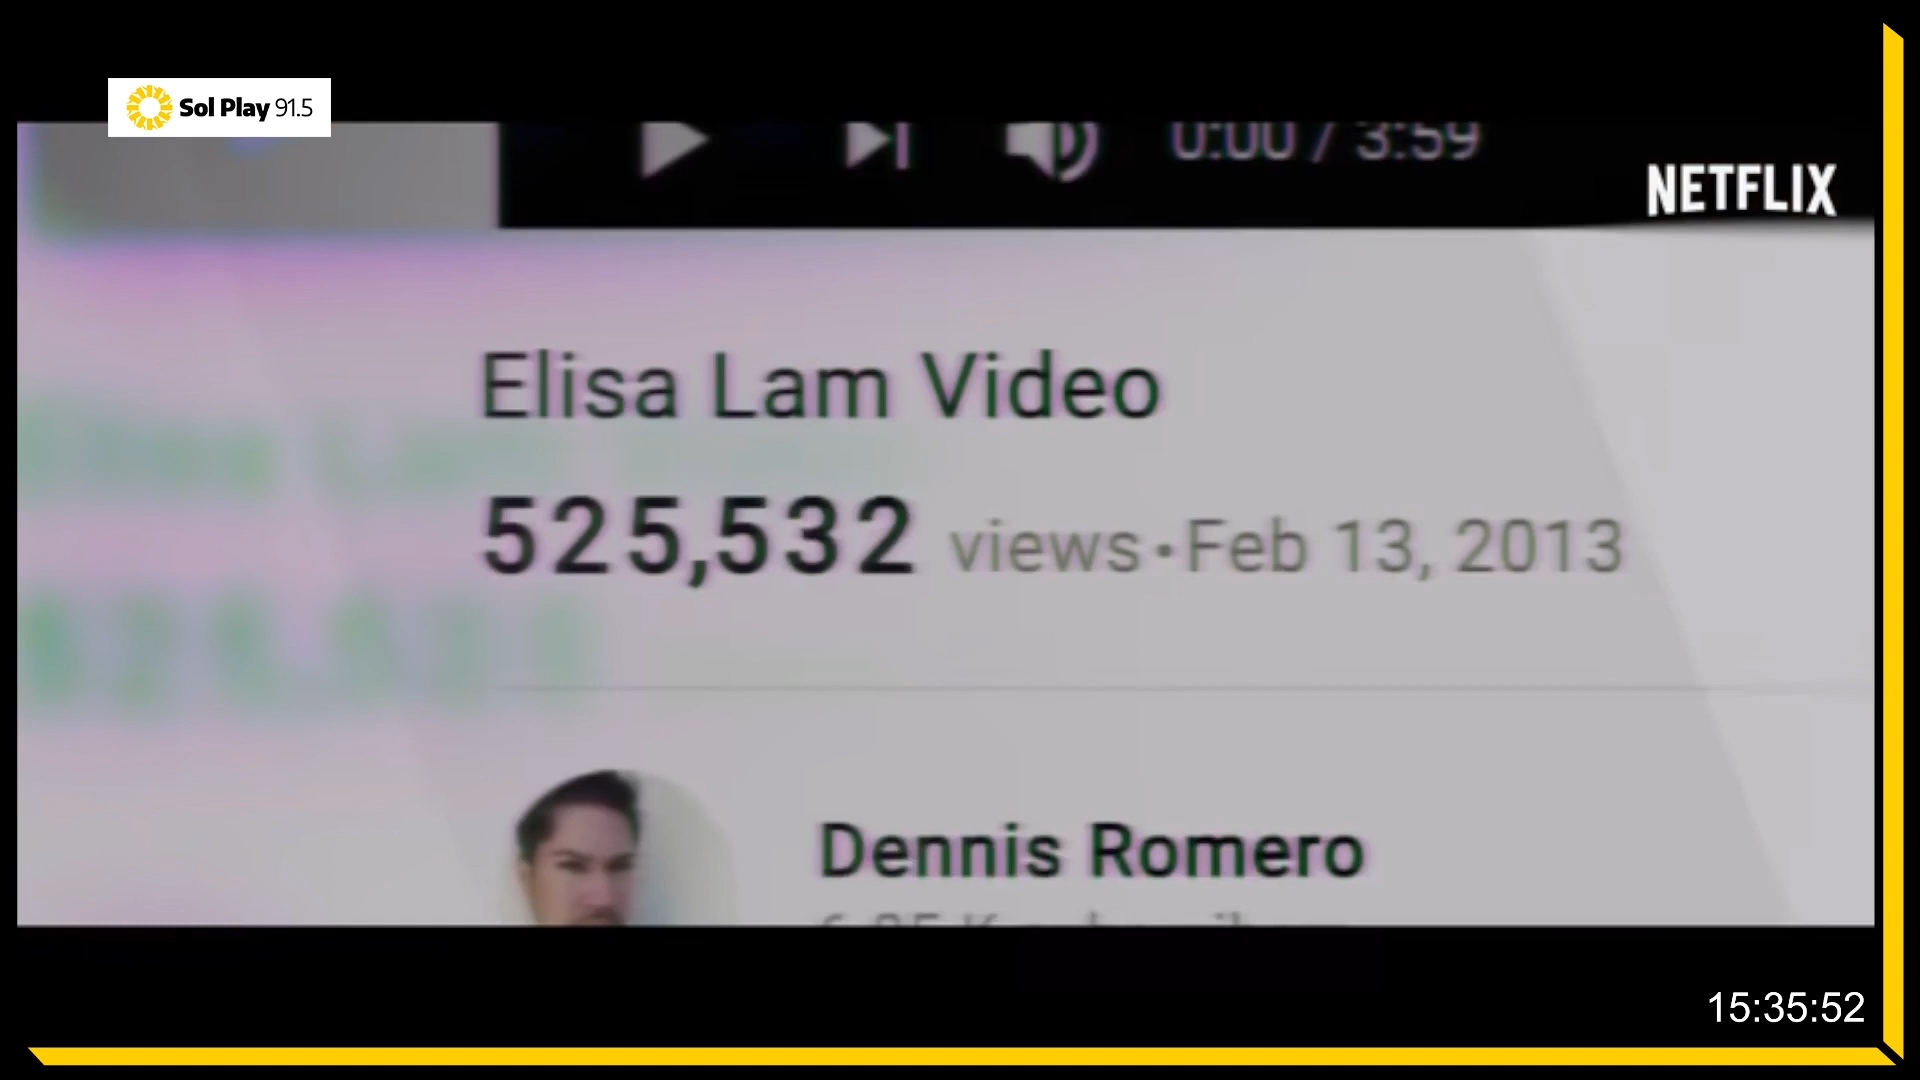 Sol Play 91.5
0:00 / 3:59
NETFLIX
Elisa Lam Video
525,532 views • Feb 13, 2013
Dennis Romero
15:35:52